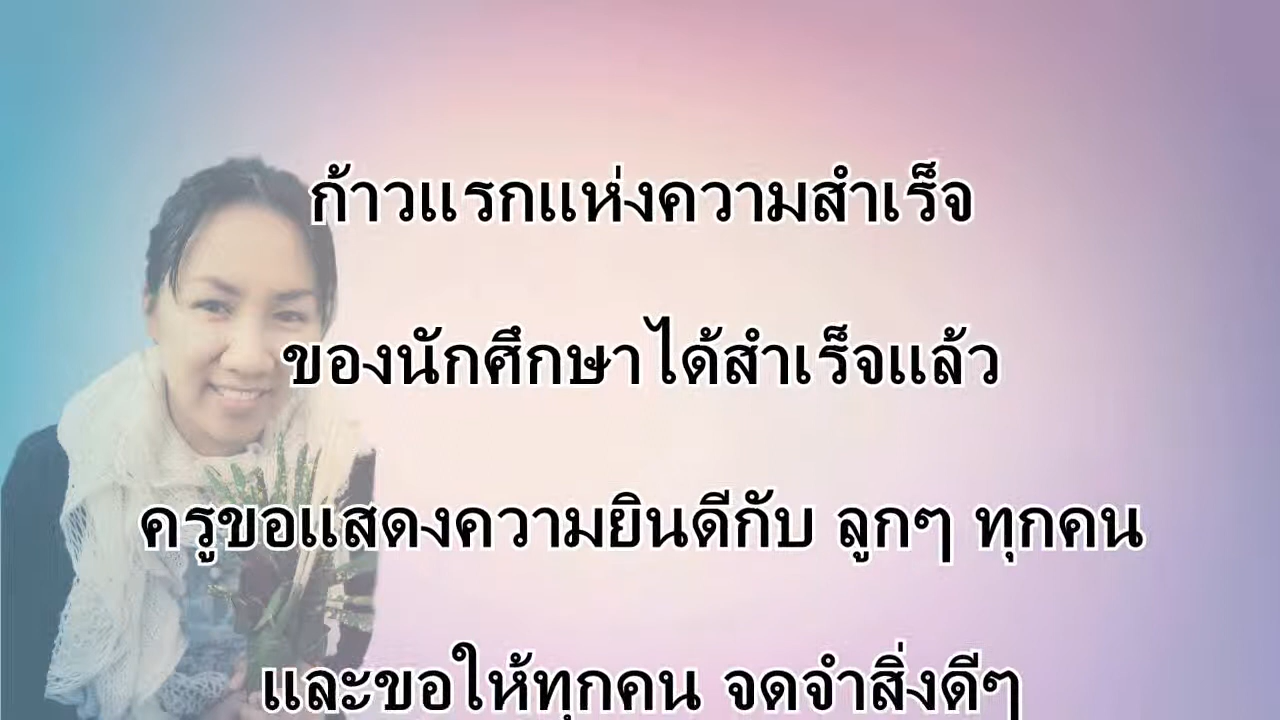 ก้าวแรกแห่งความสำเร็จ
ของนักศึกษาได้สำเร็จแล้ว
ครูขอแสดงความยินดีกับ ลูกๆ ทุกคน
และขอให้ทุกคน จดจำสิ่งดีๆ